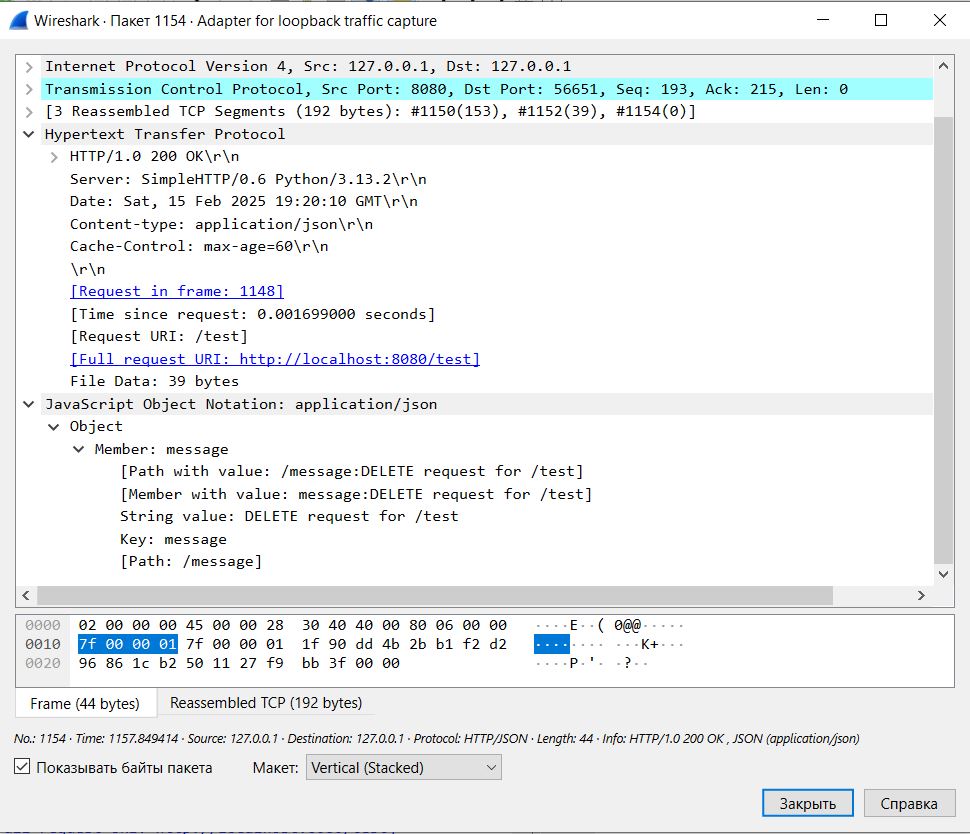 Wireshark · Пакет 1154 · Adapter for loopback traffic capture
Internet Protocol Version 4, Src: 127.0.0.1, Dst: 127.0.0.1
Transmission Control Protocol, Src Port: 8080, Dst Port: 56651, Seq: 193, Ack: 215, Len: 0
[3 Reassembled TCP Segments (192 bytes): #1150(153), #1152(39), #1154(0)]
Hypertext Transfer Protocol
HTTP/1.0 200 OK\r\n
Server: SimpleHTTP/0.6 Python/3.13.2\r\n
Date: Sat, 15 Feb 2025 19:20:10 GMT\r\n
Content-type: application/json\r\n
Cache-Control: max-age=60\r\n
\r\n
[Request in frame: 1148]
[Time since request: 0.001699000 seconds]
[Request URI: /test]
[Full request URI: http://localhost:8080/test]
File Data: 39 bytes
JavaScript Object Notation: application/json
Object
Member: message
[Path with value: /message:DELETE request for /test]
[Member with value: message:DELETE request for /test]
String value: DELETE request for /test
Key: message
[Path: /message]
0000 02 00 00 00 45 00 00 28 30 40 40 00 80 06 00 00 ····E··( 0@@·····
0010 7f 00 00 01 7f 00 00 01 1f 90 dd 4b 2b b1 f2 d2 ········ ···K+···
0020 96 86 1c b2 50 11 27 f9 bb 3f 00 00 ····P·'· ·?··
Frame (44 bytes) Reassembled TCP (192 bytes)
No.: 1154 · Time: 1157.849414 · Source: 127.0.0.1 · Destination: 127.0.0.1 · Protocol: HTTP/JSON · Length: 44 · Info: HTTP/1.0 200 OK , JSON (application/json)
Показывать байты пакета Макет: Vertical (Stacked)
Закрыть Справка